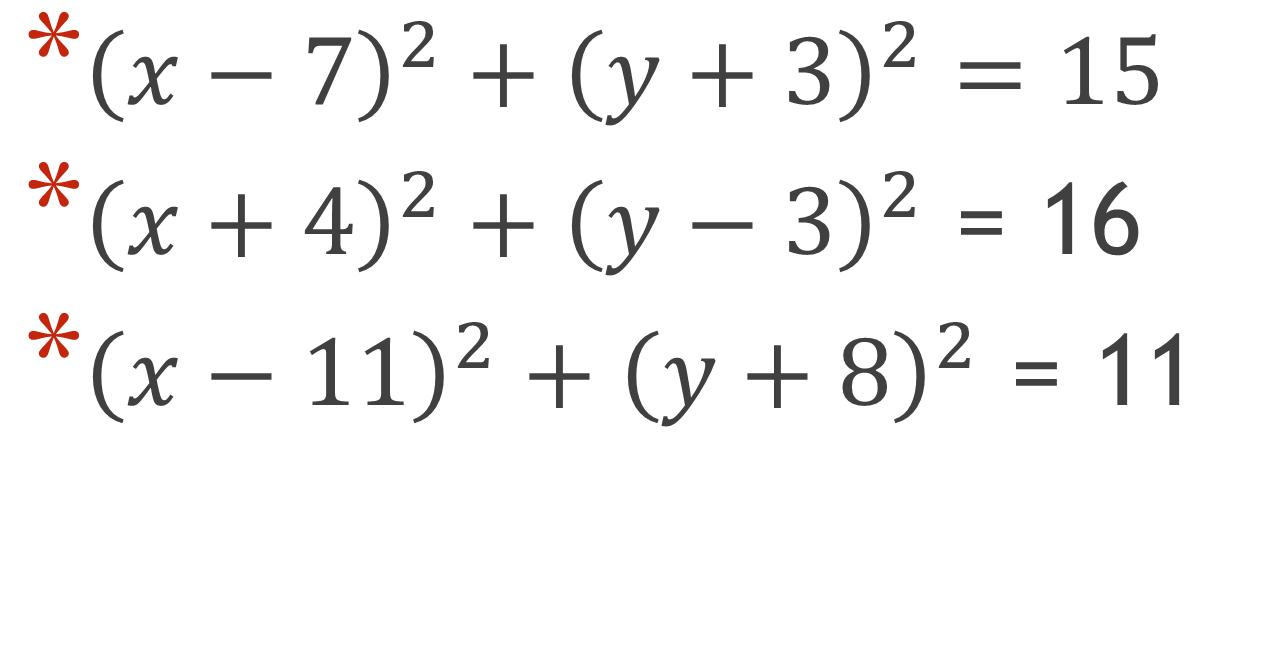 *(x − 7)² + (y + 3)² = 15
*(x + 4)² + (y − 3)² = 16
*(x − 11)² + (y + 8)² = 11